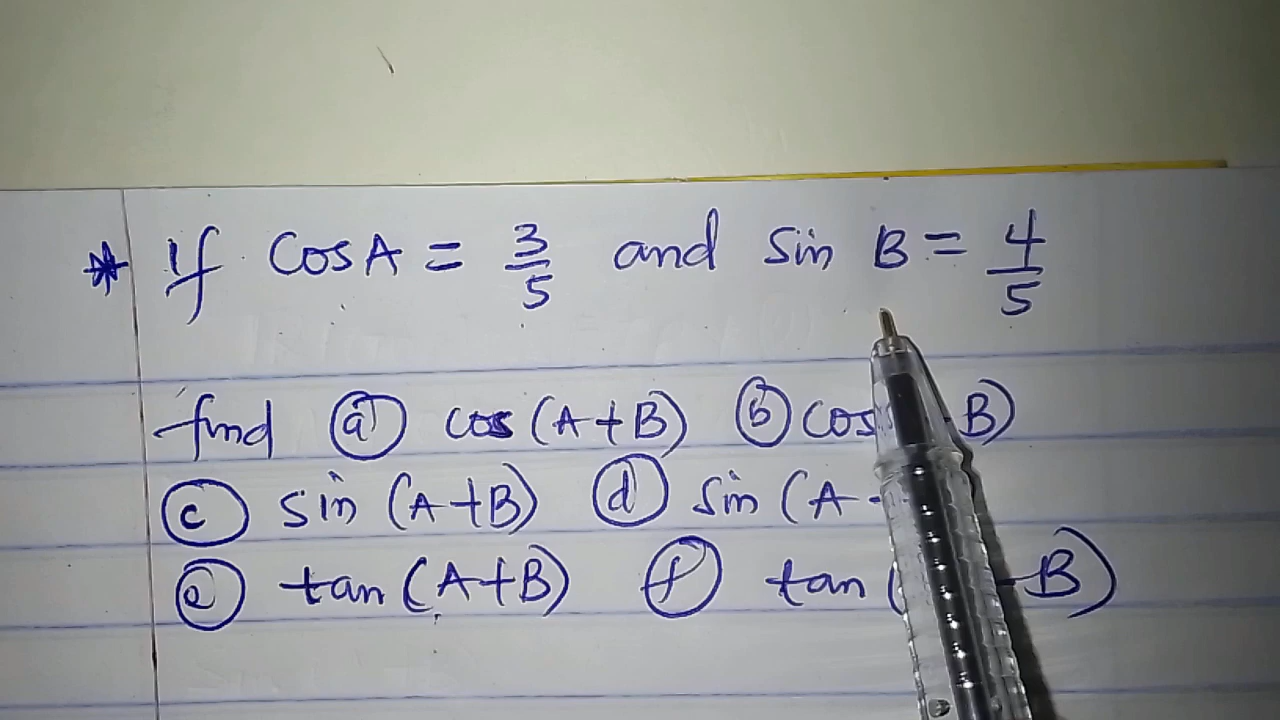 * If cos A = 3/5 and sin B = 4/5
find (a) cos(A+B) (b) cos -B)
(c) sin (A+B) (d) sin (A -
(e) tan (A+B) (f) tan ( -B)